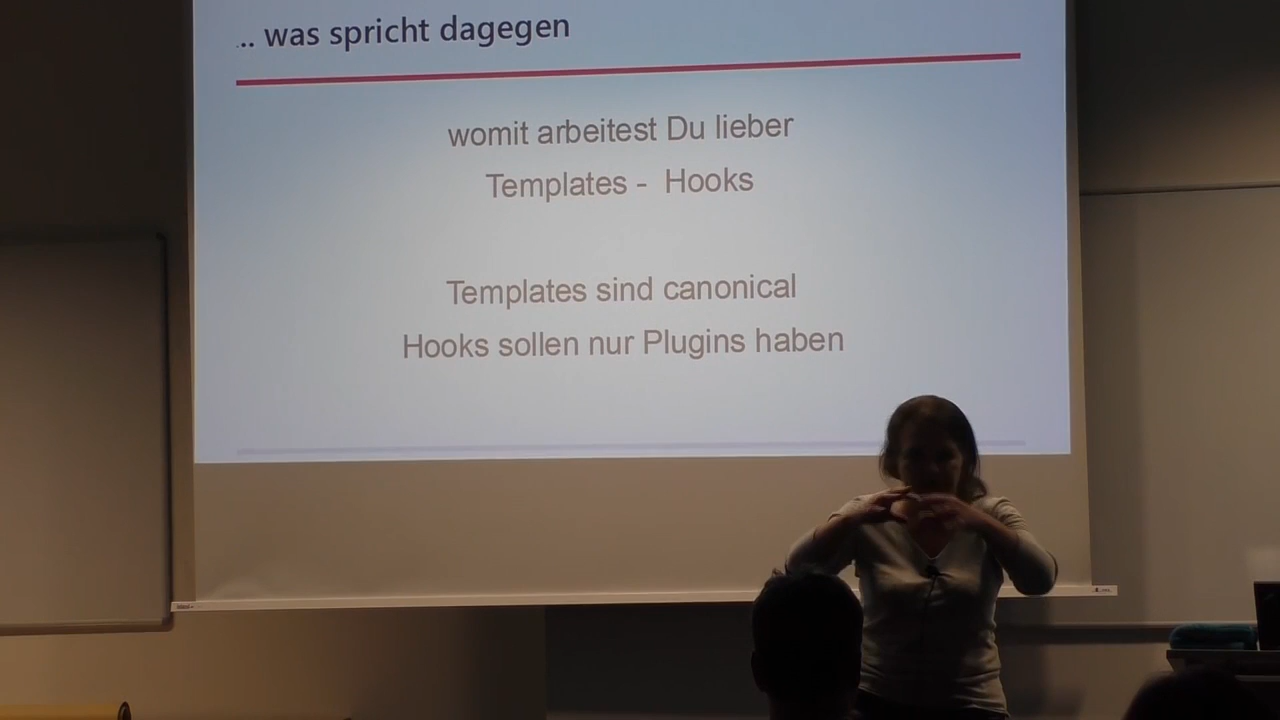 ... was spricht dagegen
womit arbeitest Du lieber
Templates - Hooks
Templates sind canonical
Hooks sollen nur Plugins haben